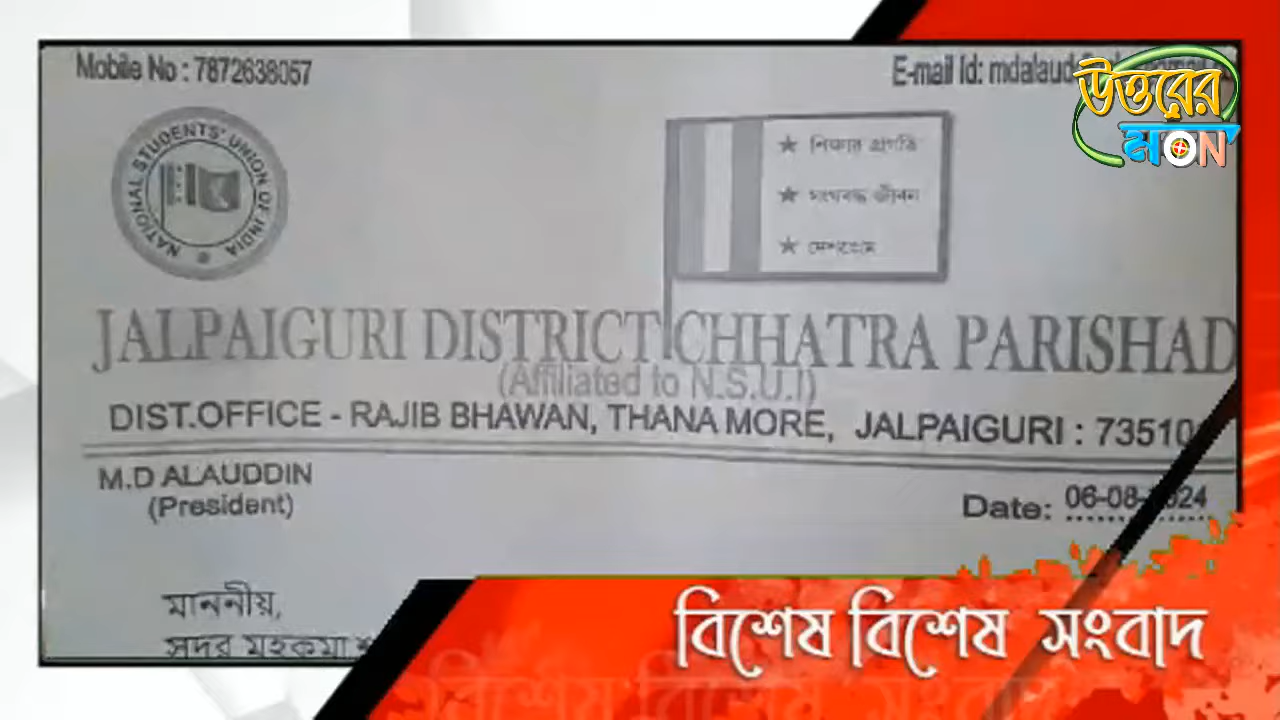 Mobile No : 7872638057
E-mail Id:
উত্তরের
মON
NATIONAL STUDENTS' UNION OF INDIA
★ শিক্ষার প্রগতি
★ সংঘবদ্ধ জীবন
★ দেশপ্রেম
JALPAIGURI DISTRICT CHHATRA PARISHAD
(Affiliated to N.S.U.I)
DIST.OFFICE - RAJIB BHAWAN, THANA MORE, JALPAIGURI : 73510
M.D ALAUDDIN
(President)
Date: 06-08-2024
মাননীয়,
সদর মহকমা
বিশেষ বিশেষ সংবাদ